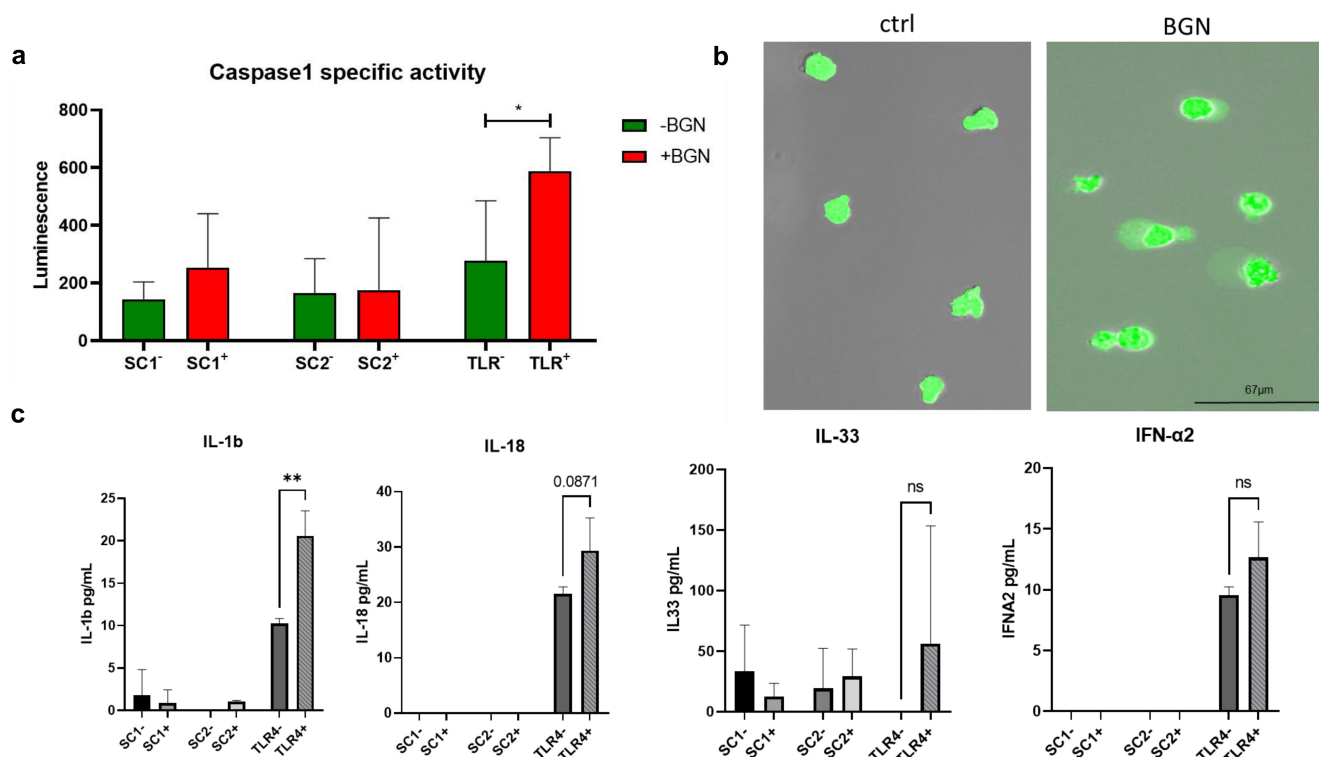 a
Caspase1 specific activity
Luminescence
800
600
400
200
0
*
-BGN
+BGN
SC1⁻ SC1⁺ SC2⁻ SC2⁺ TLR⁻ TLR⁺
b
ctrl
BGN
67µm
c
IL-1b
IL-1b pg/mL
25
20
15
10
5
0
**
SC1- SC1+ SC2- SC2+ TLR4- TLR4+
IL-18
IL-18 pg/mL
40
30
20
10
0
0.0871
SC1- SC1+ SC2- SC2+ TLR4- TLR4+
IL-33
IL33 pg/mL
200
150
100
50
0
ns
SC1- SC1+ SC2- SC2+ TLR4- TLR4+
IFN-α2
IFNA2 pg/mL
20
15
10
5
0
ns
SC1- SC1+ SC2- SC2+ TLR4- TLR4+